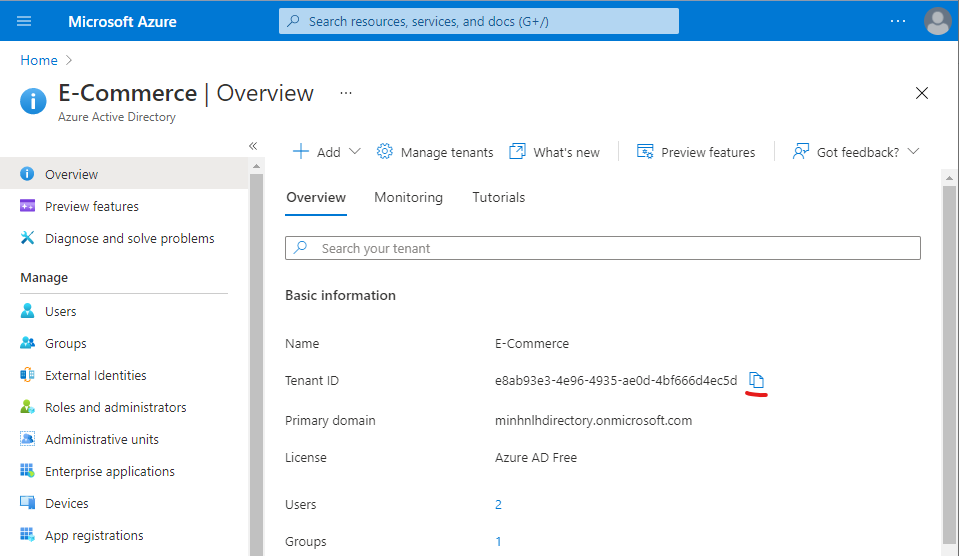 Microsoft Azure
Search resources, services, and docs (G+/)
Home
E-Commerce | Overview
Azure Active Directory
Overview
Preview features
Diagnose and solve problems
Manage
Users
Groups
External Identities
Roles and administrators
Administrative units
Enterprise applications
Devices
App registrations
Add
Manage tenants
What's new
Preview features
Got feedback?
Overview Monitoring Tutorials
Search your tenant
Basic information
Name E-Commerce
Tenant ID e8ab93e3-4e96-4935-ae0d-4bf666d4ec5d
Primary domain minhnlhdirectory.onmicrosoft.com
License Azure AD Free
Users 2
Groups 1